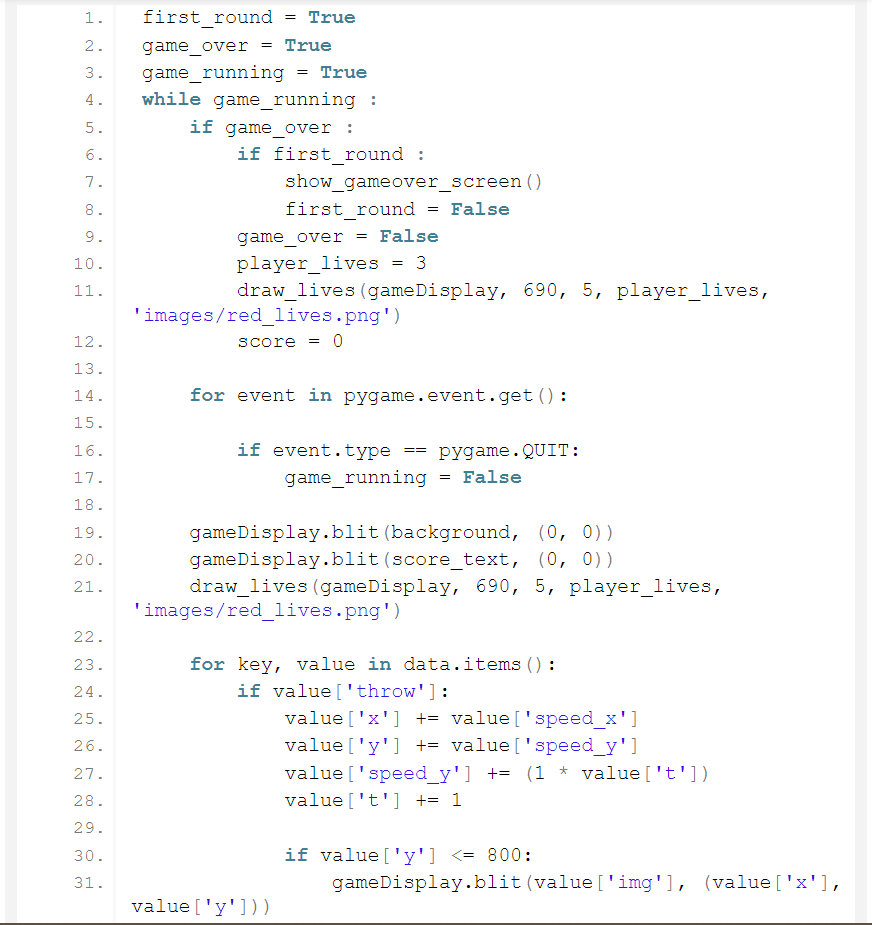 1. first_round = True
2. game_over = True
3. game_running = True
4. while game_running :
5.     if game_over :
6.         if first_round :
7.             show_gameover_screen()
8.             first_round = False
9.         game_over = False
10.         player_lives = 3
11.         draw_lives(gameDisplay, 690, 5, player_lives,
'images/red_lives.png')
12.         score = 0
13.
14.     for event in pygame.event.get():
15.
16.         if event.type == pygame.QUIT:
17.             game_running = False
18.
19.     gameDisplay.blit(background, (0, 0))
20.     gameDisplay.blit(score_text, (0, 0))
21.     draw_lives(gameDisplay, 690, 5, player_lives,
'images/red_lives.png')
22.
23.     for key, value in data.items():
24.         if value['throw']:
25.             value['x'] += value['speed_x']
26.             value['y'] += value['speed_y']
27.             value['speed_y'] += (1 * value['t'])
28.             value['t'] += 1
29.
30.             if value['y'] <= 800:
31.                 gameDisplay.blit(value['img'], (value['x'],
value['y']))